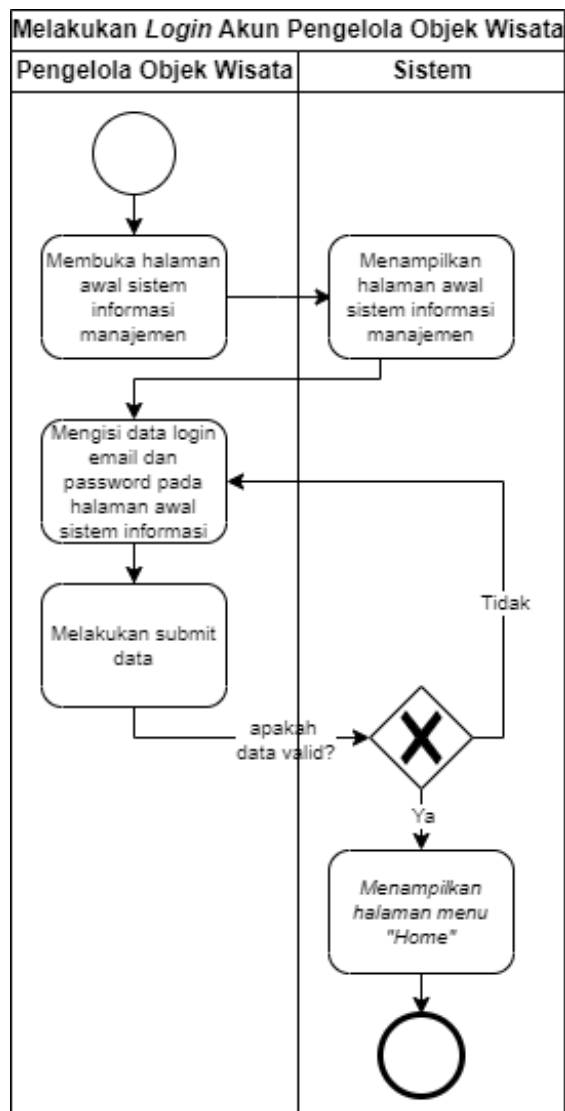 Melakukan Login Akun Pengelola Objek Wisata
Pengelola Objek Wisata
Sistem
Membuka halaman
awal sistem
informasi
manajemen
Menampilkan
halaman awal
sistem informasi
manajemen
Mengisi data login
email dan
password pada
halaman awal
sistem informasi
Melakukan submit
data
Tidak
apakah
data valid?
Ya
Menampilkan
halaman menu
"Home"